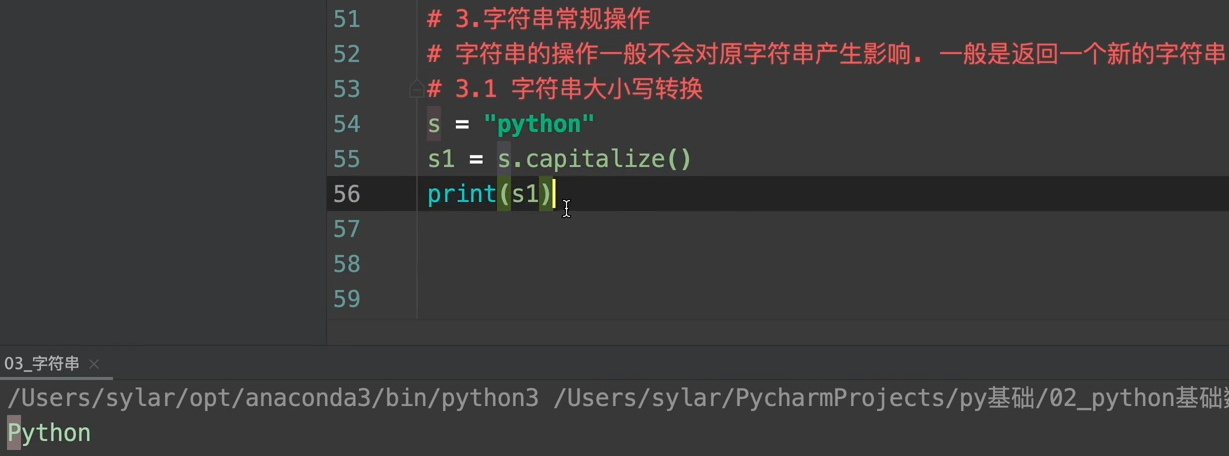 51 # 3.字符串常规操作
52 # 字符串的操作一般不会对原字符串产生影响. 一般是返回一个新的字符串
53 # 3.1 字符串大小写转换
54 s = "python"
55 s1 = s.capitalize()
56 print(s1)
57
58
59
03_字符串 ×
/Users/sylar/opt/anaconda3/bin/python3 /Users/sylar/PycharmProjects/py基础/02_python基础
Python